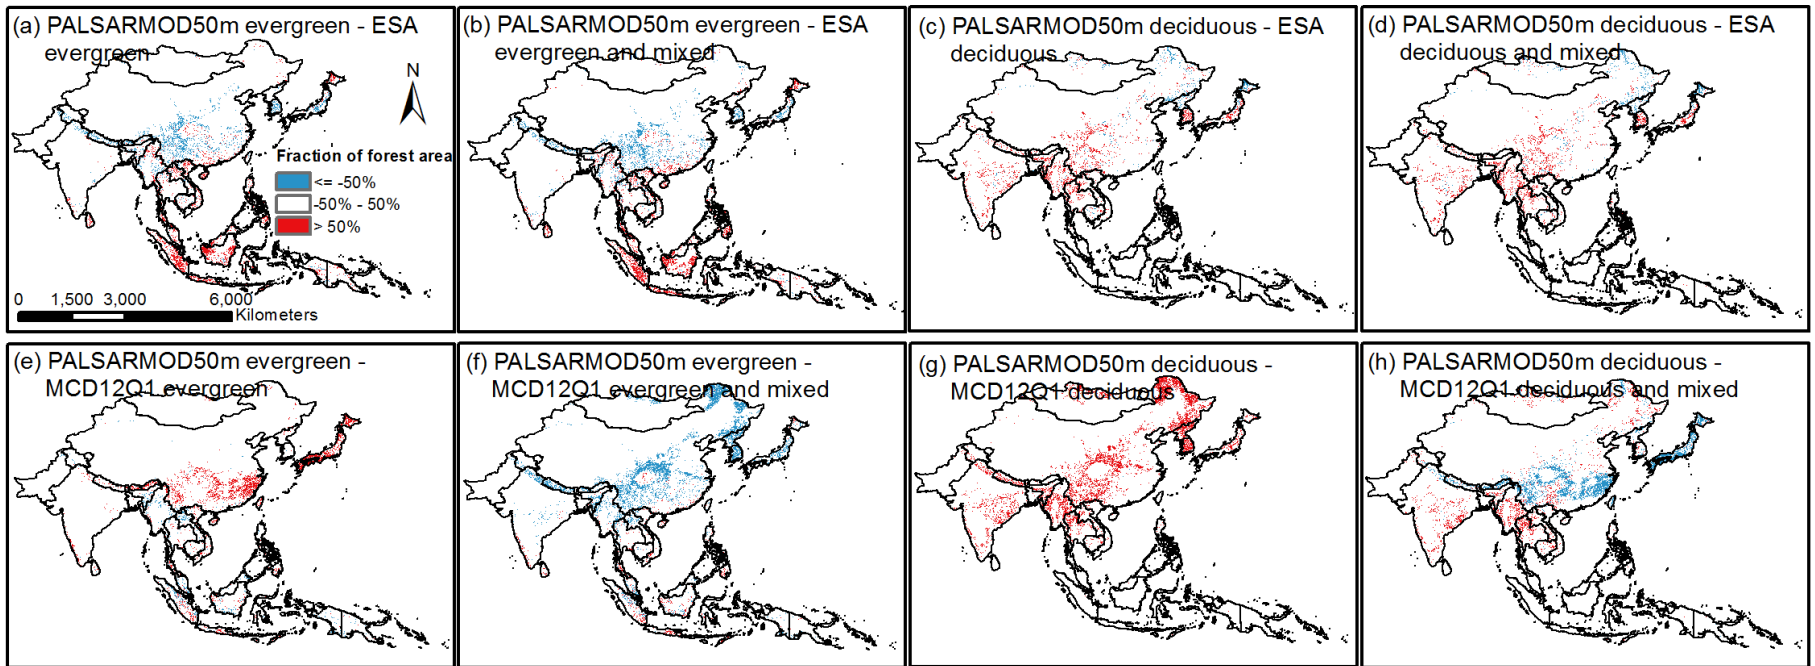 (a) PALSARMOD50m evergreen - ESA
evergreen
N
Fraction of forest area
<= -50%
-50% - 50%
> 50%
0 1,500 3,000 6,000
Kilometers
(b) PALSARMOD50m evergreen - ESA
evergreen and mixed
(c) PALSARMOD50m deciduous - ESA
deciduous
(d) PALSARMOD50m deciduous - ESA
deciduous and mixed
(e) PALSARMOD50m evergreen -
MCD12Q1 evergreen
(f) PALSARMOD50m evergreen -
MCD12Q1 evergreen and mixed
(g) PALSARMOD50m deciduous -
MCD12Q1 deciduous
(h) PALSARMOD50m deciduous -
MCD12Q1 deciduous and mixed